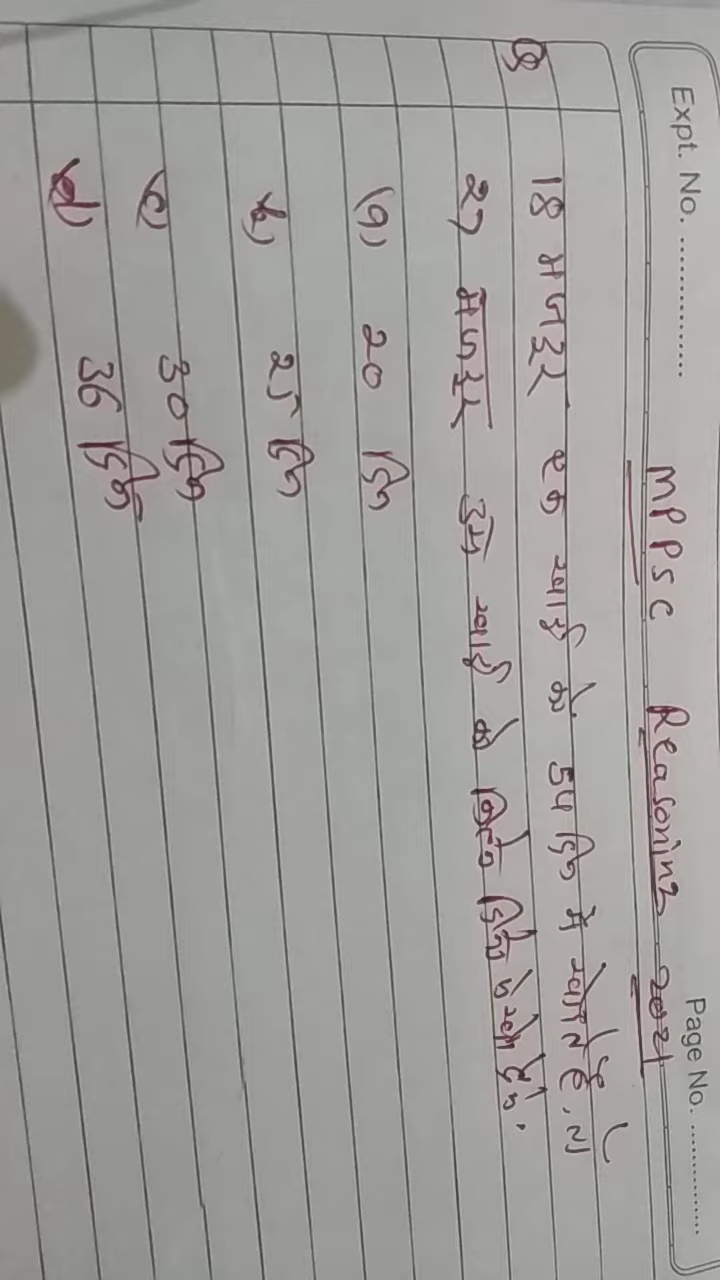 Expt. No. ..............
Page No. ..............
MPPSC Reasoning 2021
Q 18 मजदूर एक खाई को 54 दिन में खोदते है, तो
27 मजदूर उस खाई को कितने दिनों में खोदेंगे.
(a) 20 दिन
b) 25 दिन
c) 30 दिन
d) 36 दिन